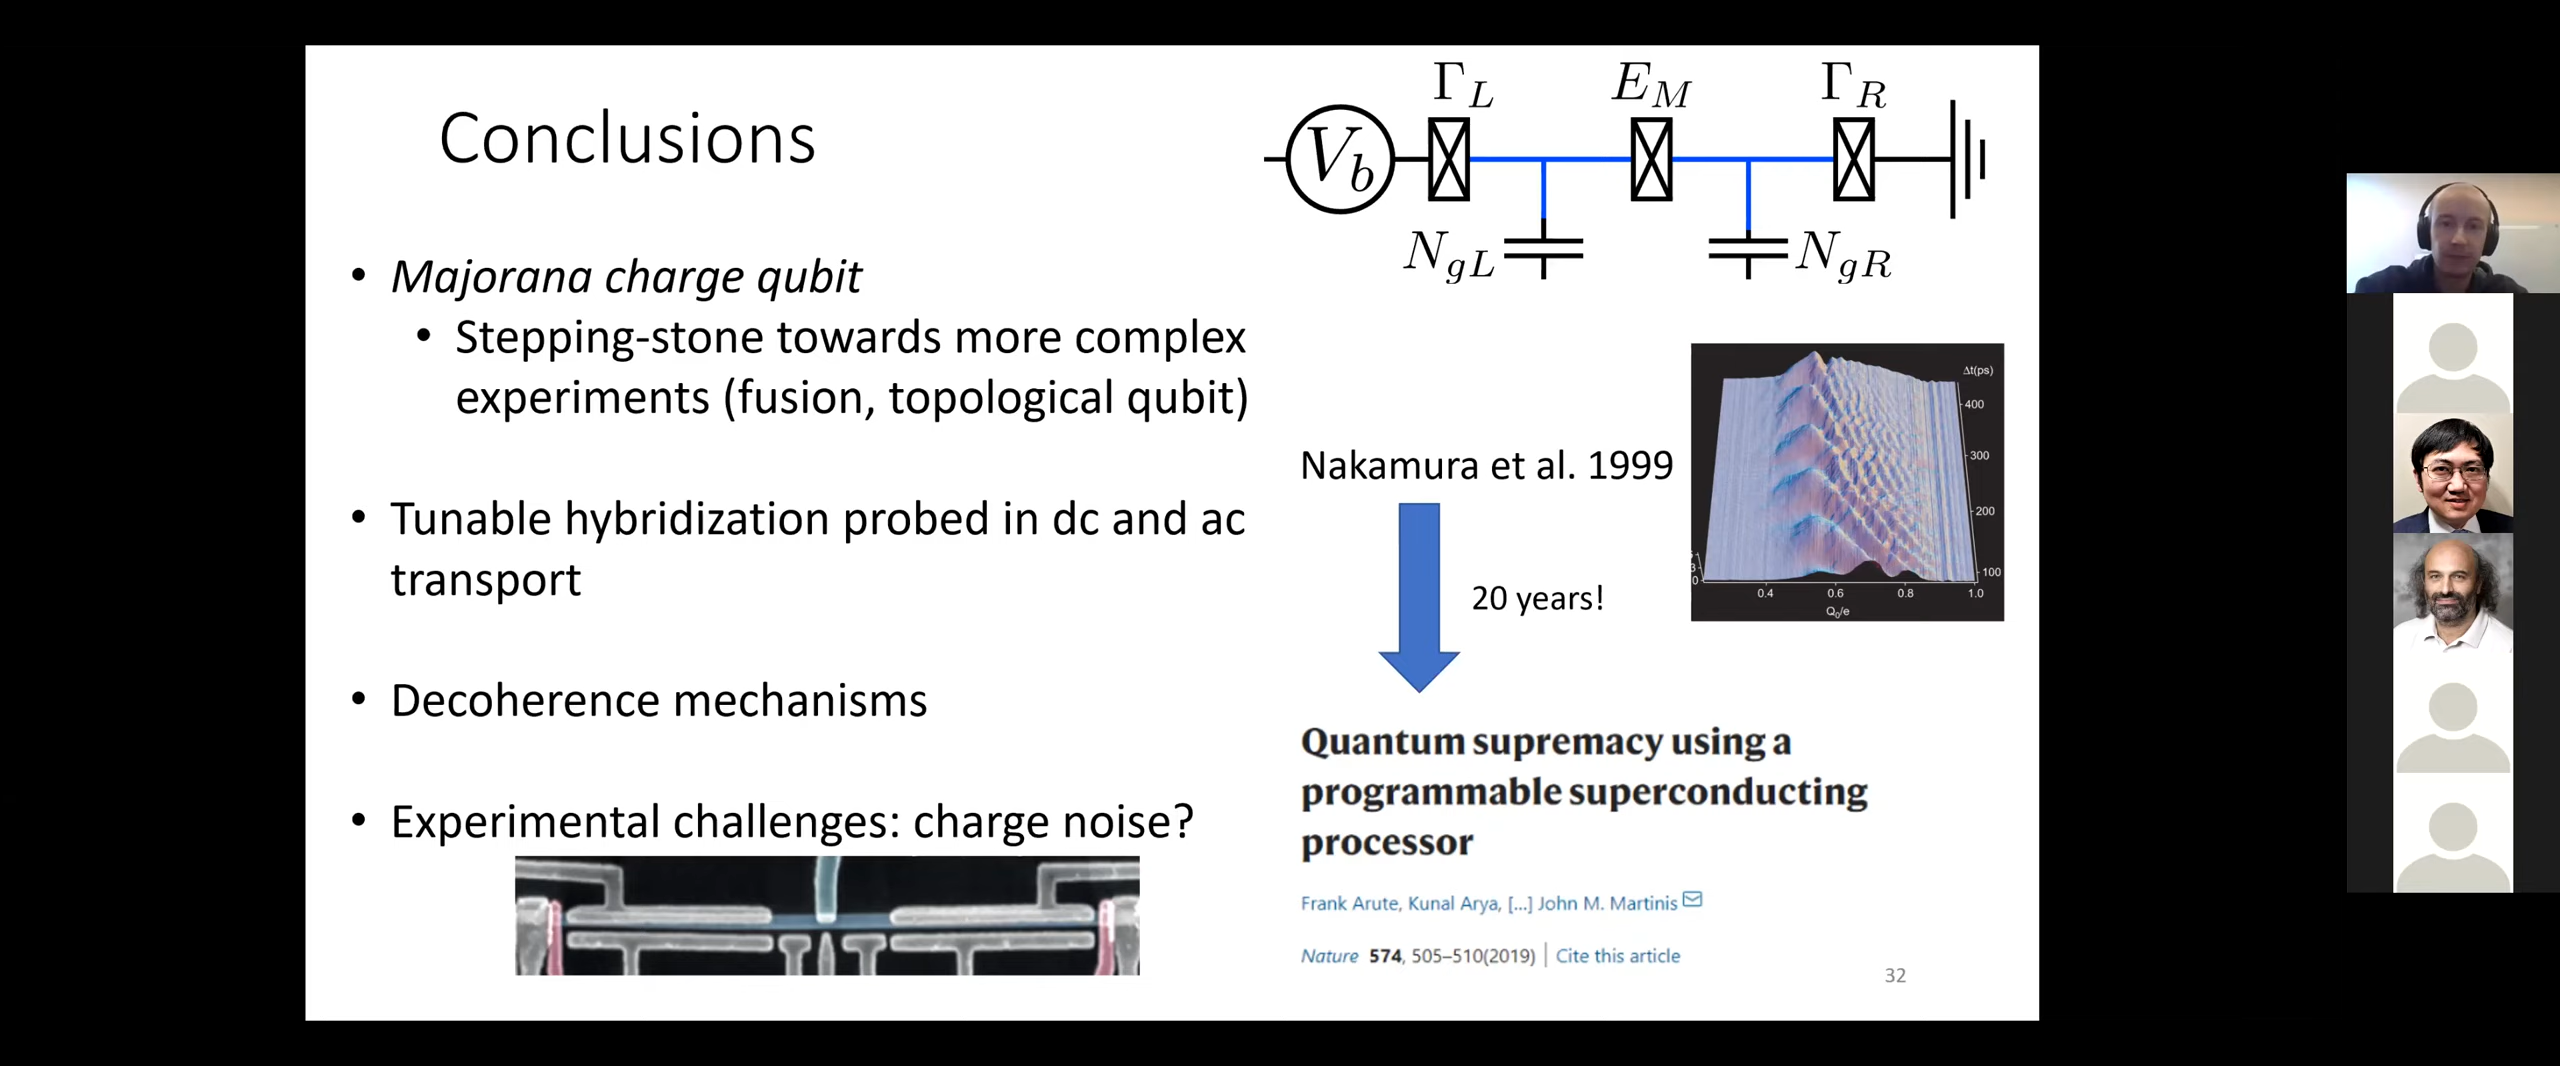 Conclusions
• Majorana charge qubit
• Stepping-stone towards more complex
experiments (fusion, topological qubit)
• Tunable hybridization probed in dc and ac
transport
• Decoherence mechanisms
• Experimental challenges: charge noise?
Γ_L E_M Γ_R
V_b
N_gL N_gR
Nakamura et al. 1999
20 years!
Δt(ps)
400
300
200
100
0
0.4 0.6 0.8 1.0
Q₀/e
Quantum supremacy using a
programmable superconducting
processor
Frank Arute, Kunal Arya, [...] John M. Martinis
Nature 574, 505–510(2019) | Cite this article
32